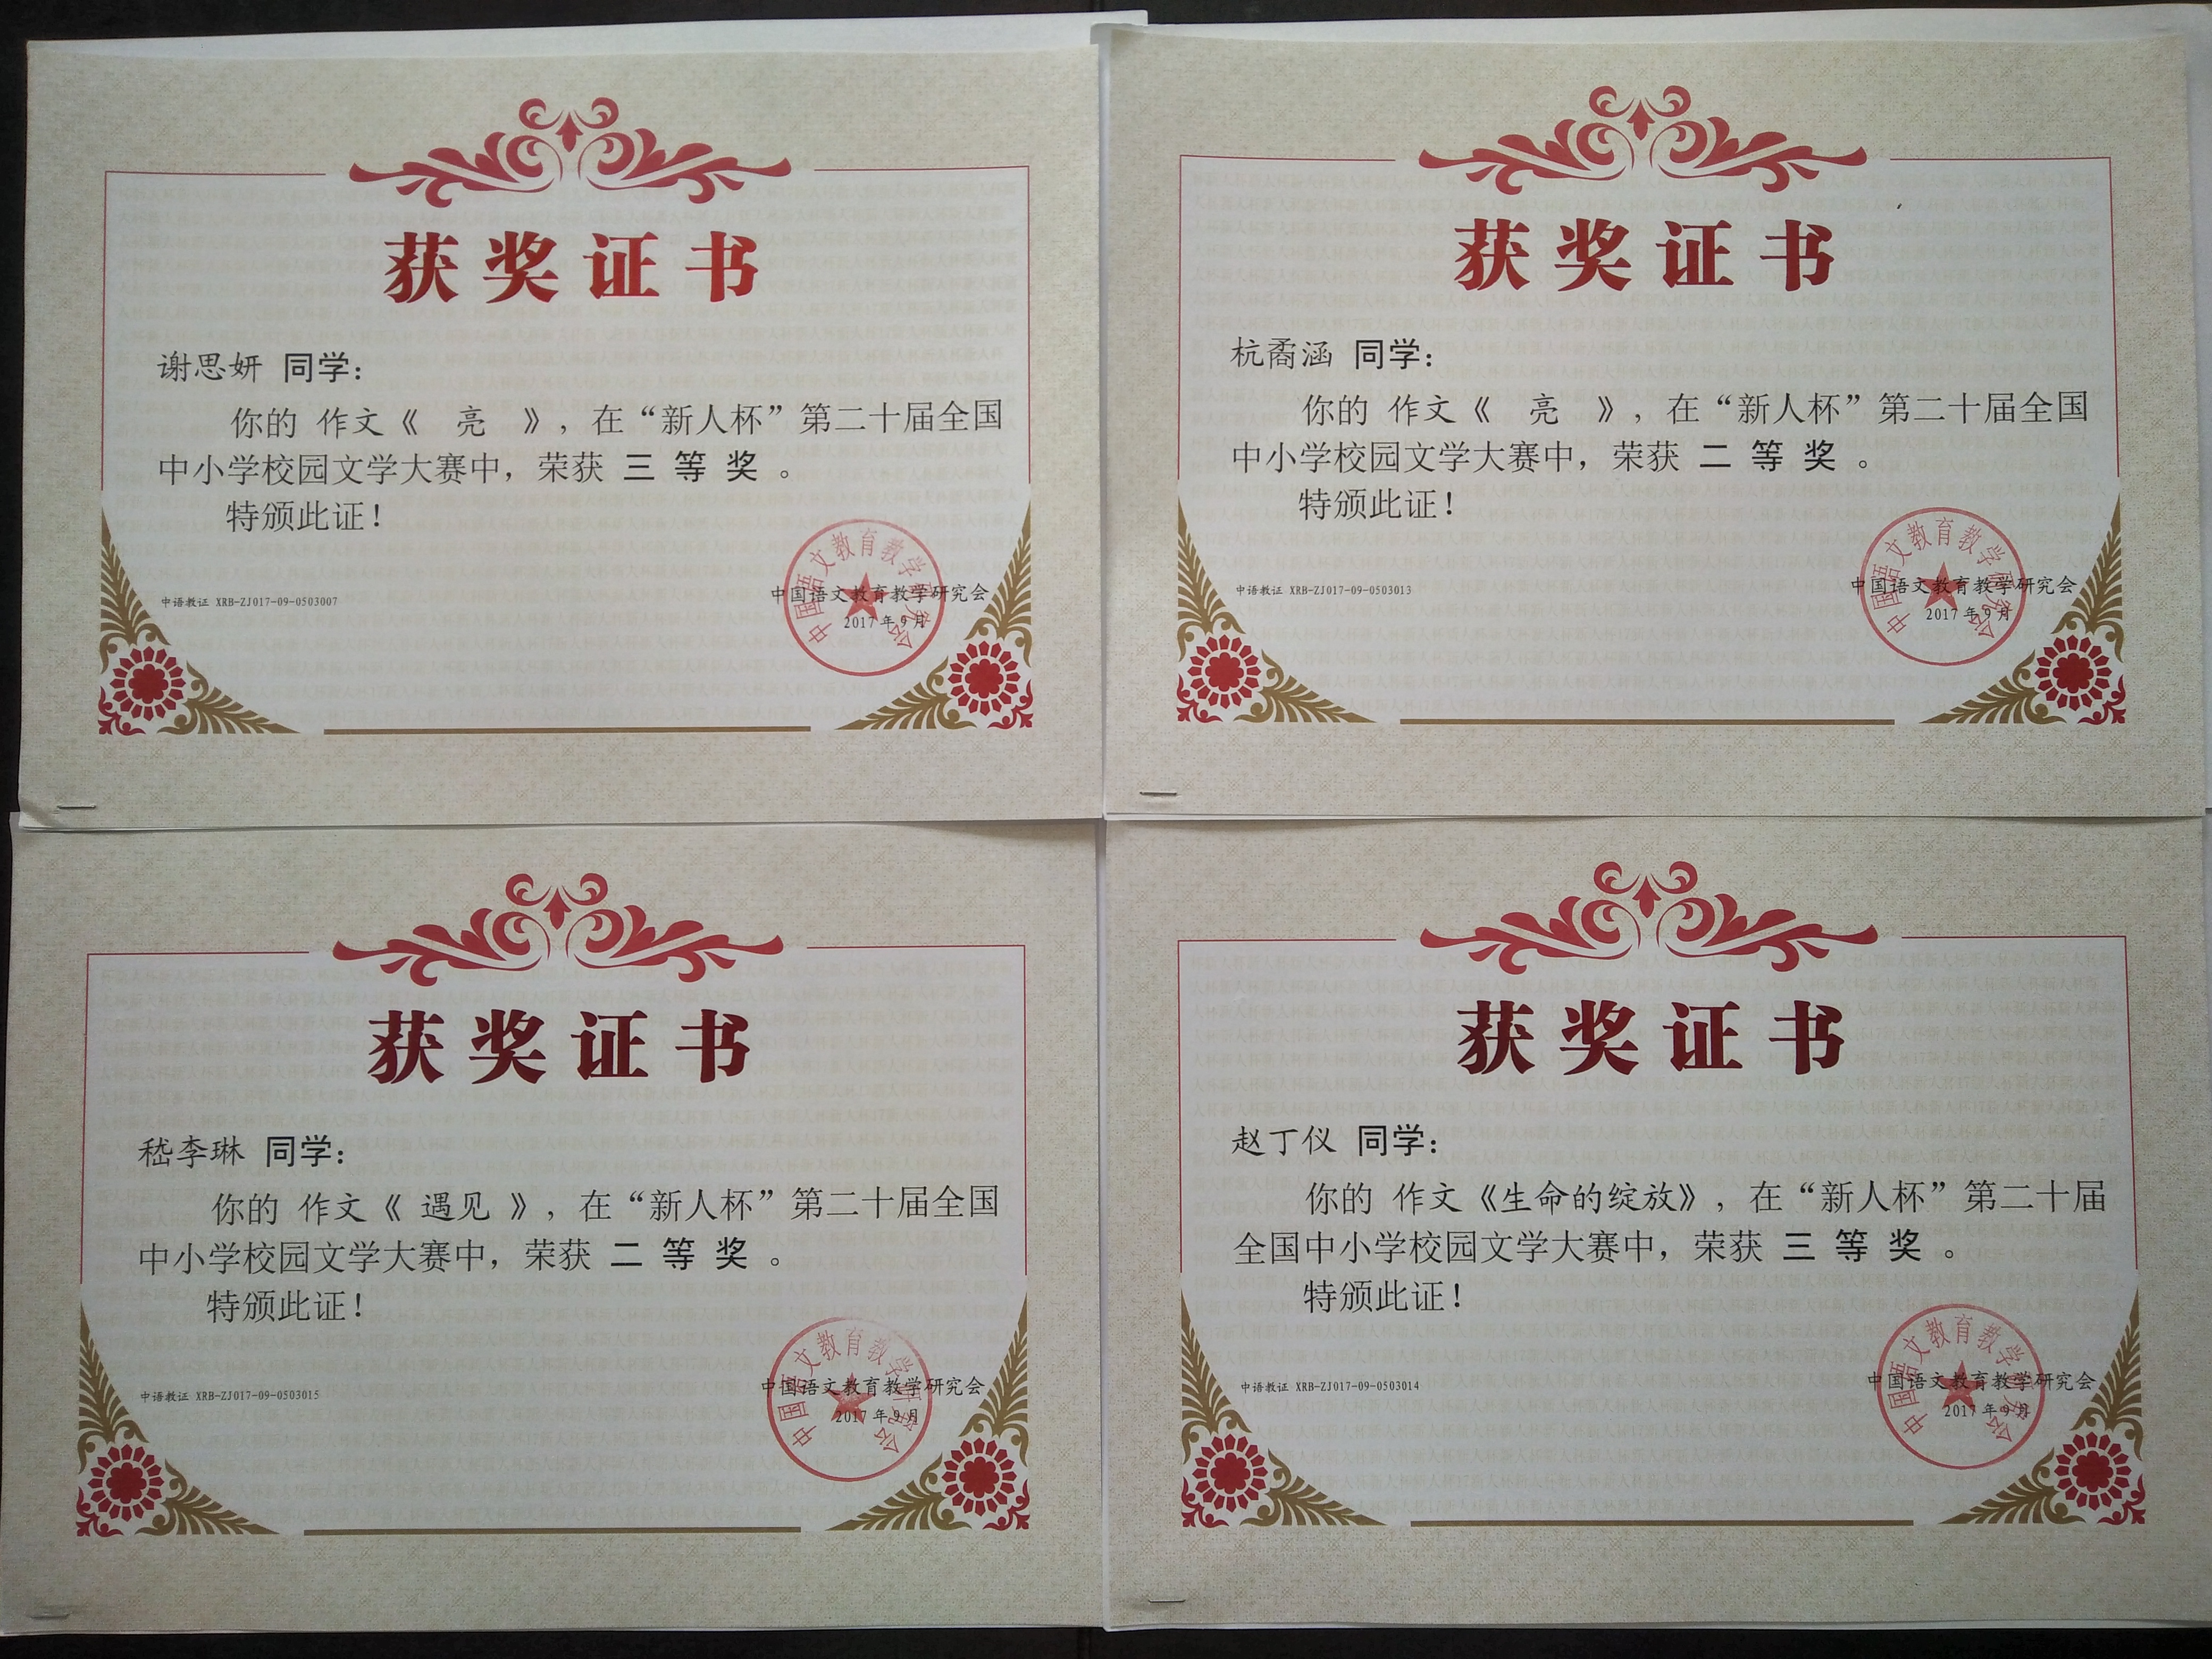 获奖证书
谢思妍 同学：
你的 作文《 亮 》，在“新人杯”第二十届全国
中小学校园文学大赛中，荣获 三 等 奖 。
特颁此证！
中语教证 XRB-ZJ017-09-0503007
中国语文教育教学研究会
2017 年 9 月
获奖证书
杭矞涵 同学：
你的 作文《 亮 》，在“新人杯”第二十届全国
中小学校园文学大赛中，荣获 二 等 奖 。
特颁此证！
中语教证 XRB-ZJ017-09-0503013
中国语文教育教学研究会
2017 年 9 月
获奖证书
嵇李琳 同学：
你的 作文《 遇见 》，在“新人杯”第二十届全国
中小学校园文学大赛中，荣获 二 等 奖 。
特颁此证！
中语教证 XRB-ZJ017-09-0503015
中国语文教育教学研究会
2017 年 9 月
获奖证书
赵丁仪 同学：
你的 作文《生命的绽放》，在“新人杯”第二十届
全国中小学校园文学大赛中，荣获 三 等 奖 。
特颁此证！
中语教证 XRB-ZJ017-09-0503014
中国语文教育教学研究会
2017 年 9 月